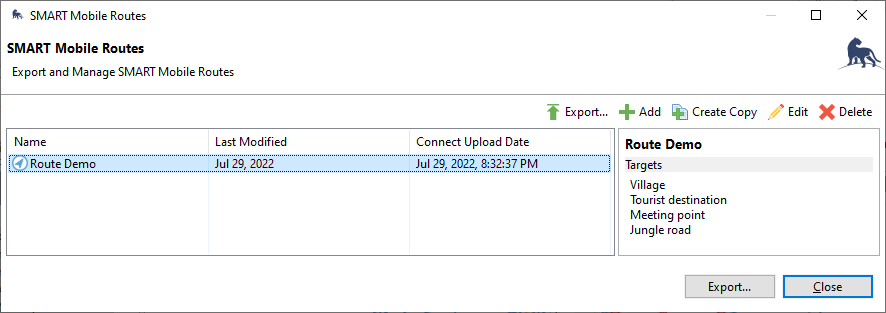 SMART Mobile Routes
SMART Mobile Routes
Export and Manage SMART Mobile Routes
Export... Add Create Copy Edit Delete
Name Last Modified Connect Upload Date
Route Demo Jul 29, 2022 Jul 29, 2022, 8:32:37 PM
Route Demo
Targets
Village
Tourist destination
Meeting point
Jungle road
Export... Close